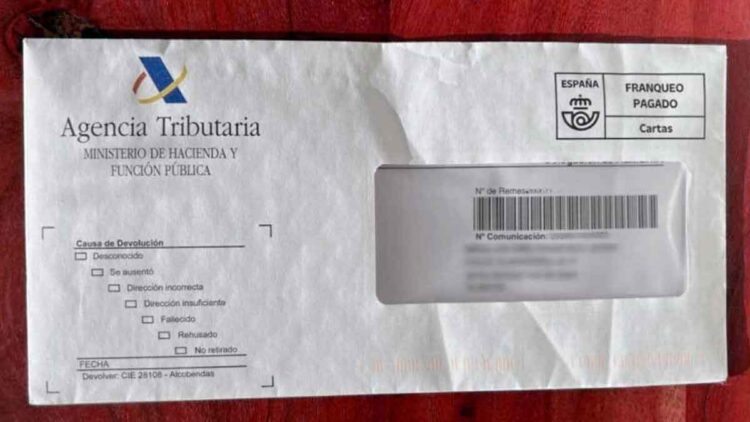 Agencia Tributaria
MINISTERIO DE HACIENDA Y
FUNCIÓN PÚBLICA
ESPAÑA
FRANQUEO
PAGADO
Cartas
Nº de Remes
Nº Comunicación:
Causa de Devolución
Desconocido
Se ausentó
Dirección incorrecta
Dirección insuficiente
Fallecido
Rehusado
No retirado
FECHA
Devolver: CIE 28108 - Alcobendas